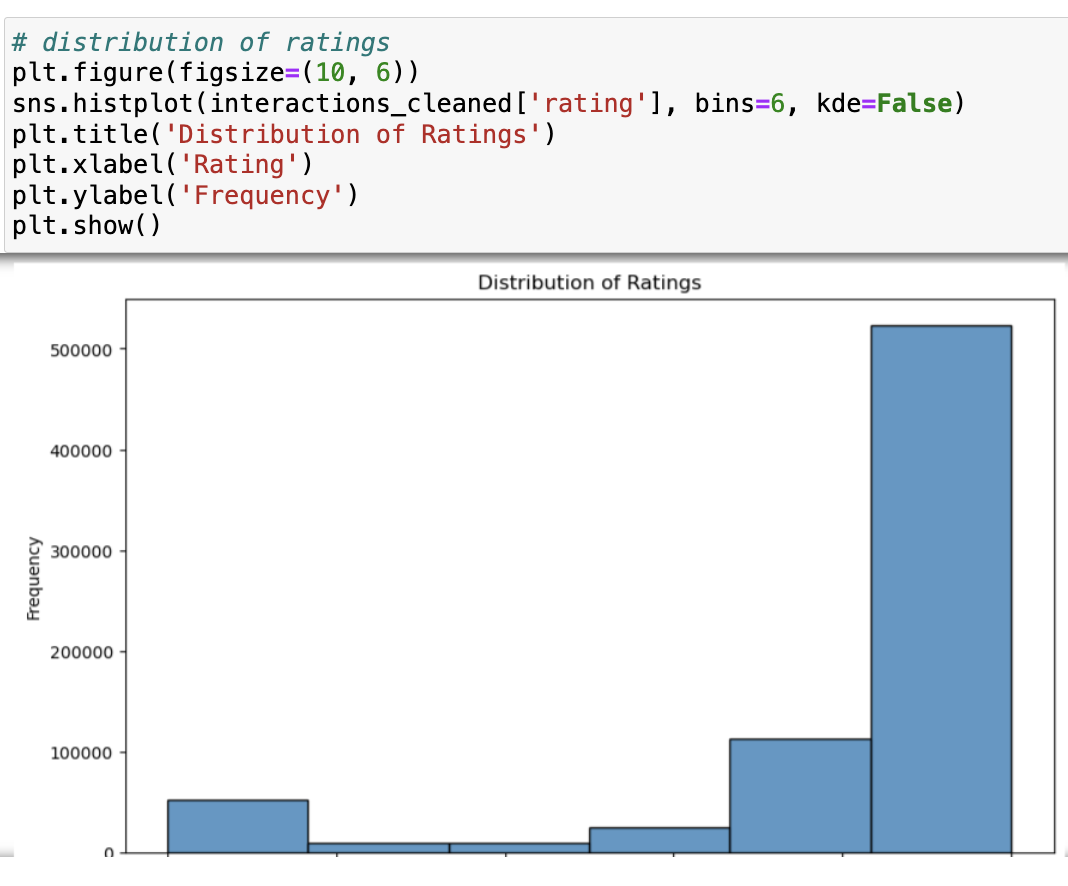 # distribution of ratings
plt.figure(figsize=(10, 6))
sns.histplot(interactions_cleaned['rating'], bins=6, kde=False)
plt.title('Distribution of Ratings')
plt.xlabel('Rating')
plt.ylabel('Frequency')
plt.show()
Distribution of Ratings
500000
400000
300000
200000
100000
0
Frequency